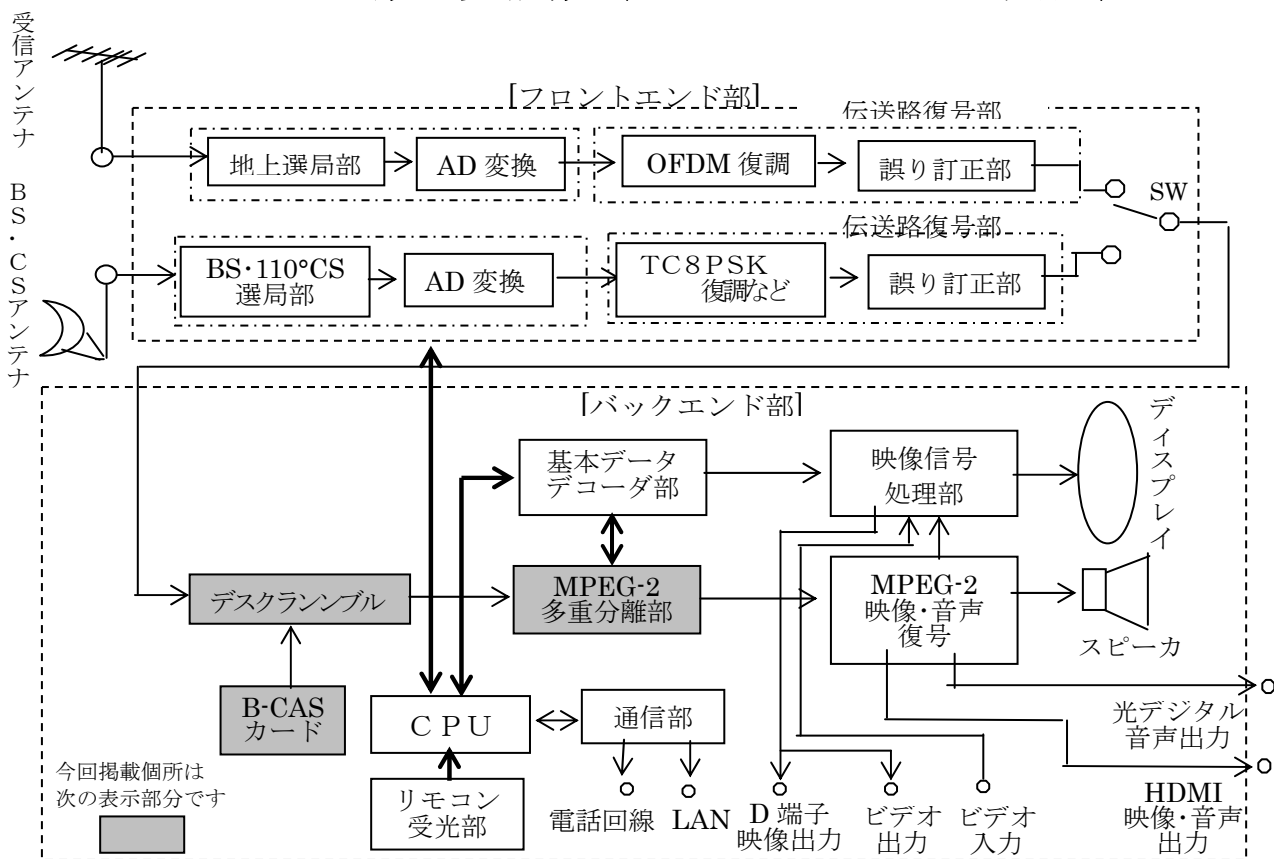 受信アンテナ
[フロントエンド部]
伝送路復号部
地上選局部
AD 変換
OFDM 復調
誤り訂正部
SW
BS・CSアンテナ
伝送路復号部
BS・110°CS
選局部
AD 変換
TC8PSK
復調など
誤り訂正部
[バックエンド部]
基本データ
デコーダ部
映像信号
処理部
ディスプレイ
デスクランンブル
MPEG-2
多重分離部
MPEG-2
映像・音声
復号
スピーカ
B-CAS
カード
CPU
通信部
光デジタル
音声出力
今回掲載個所は
次の表示部分です
リモコン
受光部
電話回線
LAN
D 端子
映像出力
ビデオ
出力
ビデオ
入力
HDMI
映像・音声
出力